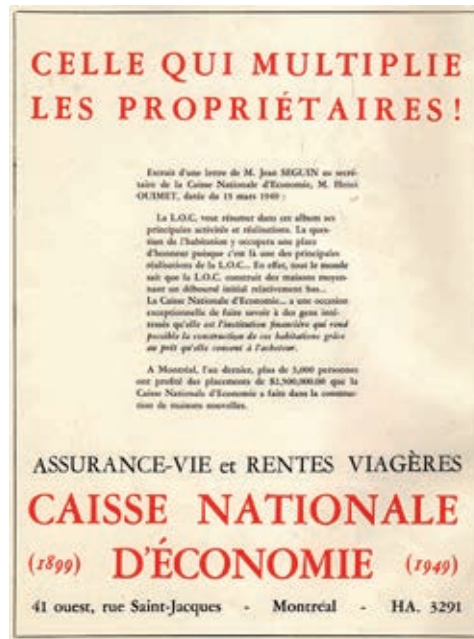 CELLE QUI MULTIPLIE
LES PROPRIÉTAIRES!
Extrait d'une lettre de M. Jean SEGUIN au secré-
taire de la Caisse Nationale d'Economie, M. Henri
OUIMET, datée du 15 mars 1949 :
La L.O.C. veut résumer dans cet album ses
principales activités et réalisations. La ques-
tion de l'habitation y occupera une place
d'honneur puisque c'est là une des principales
réalisations de la L.O.C... En effet, tout le monde
sait que la L.O.C. construit des maisons moyen-
nant un déboursé initial relativement bas...
La Caisse Nationale d'Economie... a une occasion
exceptionnelle de faire savoir à des gens inté-
ressés qu'elle est l'institution financière qui rend
possible la construction de ces habitations grâce
au prêt qu'elle consent à l'acheteur.
A Montréal, l'an dernier, plus de 3,000 personnes
ont profité des placements de $2,500,000.00 que la
Caisse Nationale d'Economie a faits dans la construc-
tion de maisons nouvelles.
ASSURANCE-VIE et RENTES VIAGÈRES
CAISSE NATIONALE
(1899) D'ÉCONOMIE (1949)
41 ouest, rue Saint-Jacques - Montréal - HA. 3291